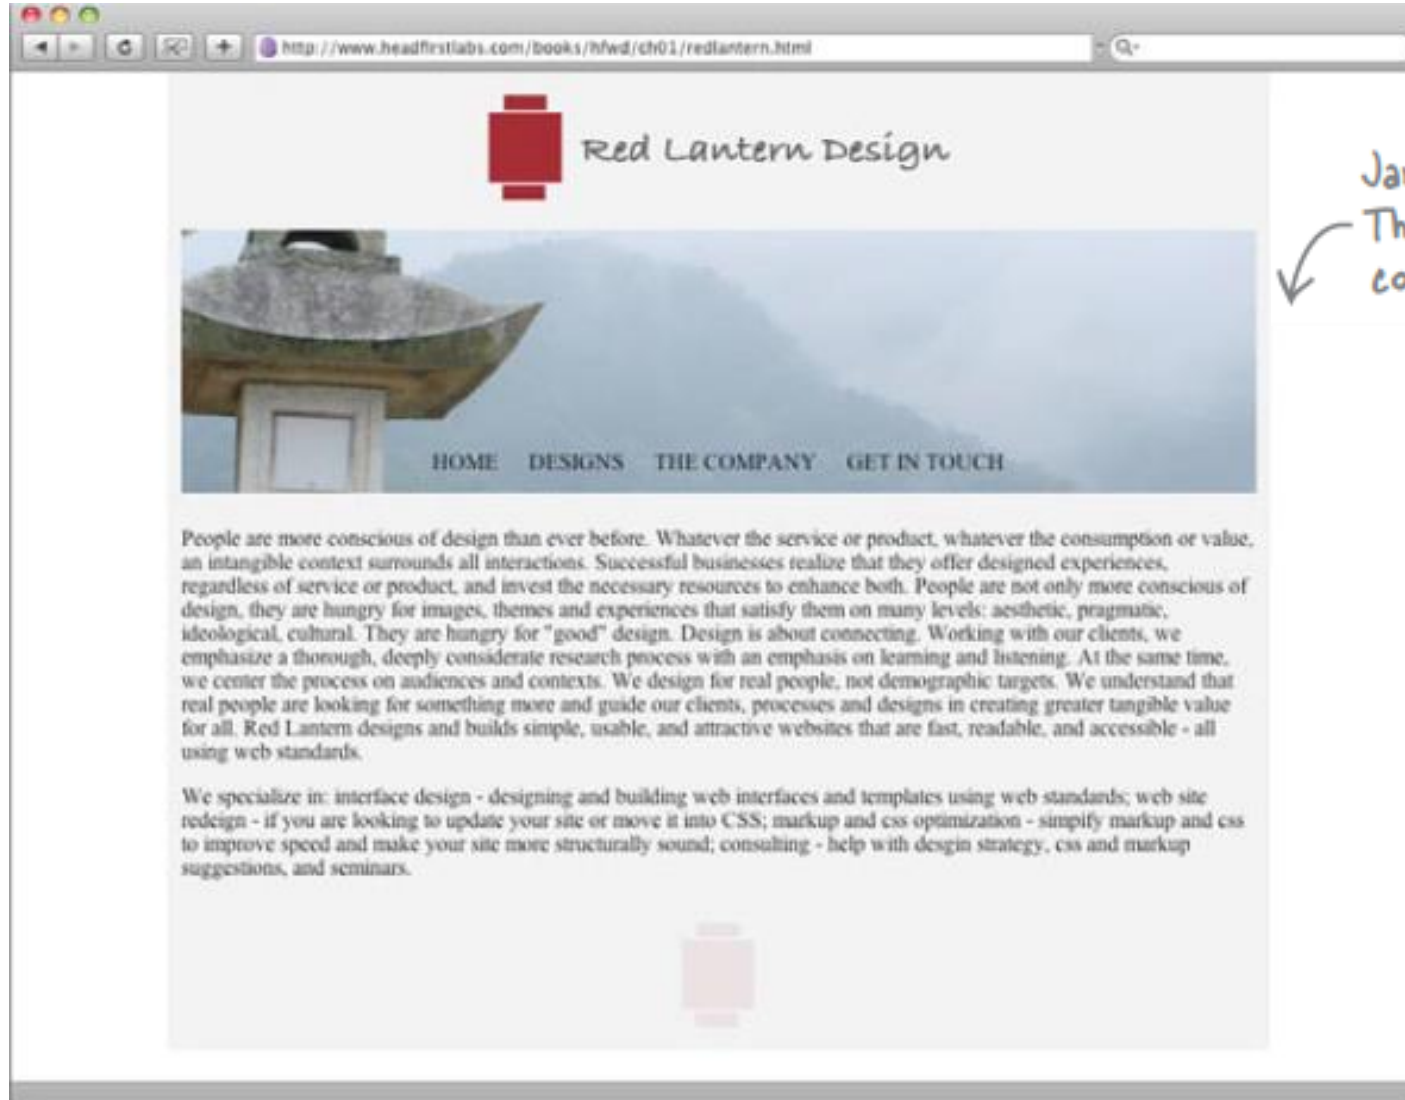 http://www.headfirstlabs.com/books/hfwd/ch01/redlantern.html
Red Lantern Design
HOME DESIGNS THE COMPANY GET IN TOUCH
People are more conscious of design than ever before. Whatever the service or product, whatever the consumption or value,
an intangible context surrounds all interactions. Successful businesses realize that they offer designed experiences,
regardless of service or product, and invest the necessary resources to enhance both. People are not only more conscious of
design, they are hungry for images, themes and experiences that satisfy them on many levels: aesthetic, pragmatic,
ideological, cultural. They are hungry for "good" design. Design is about connecting. Working with our clients, we
emphasize a thorough, deeply considerate research process with an emphasis on learning and listening. At the same time,
we center the process on audiences and contexts. We design for real people, not demographic targets. We understand that
real people are looking for something more and guide our clients, processes and designs in creating greater tangible value
for all. Red Lantern designs and builds simple, usable, and attractive websites that are fast, readable, and accessible - all
using web standards.
We specialize in: interface design - designing and building web interfaces and templates using web standards; web site
redeign - if you are looking to update your site or move it into CSS; markup and css optimization - simpify markup and css
to improve speed and make your site more structurally sound; consulting - help with desgin strategy, css and markup
suggestions, and seminars.